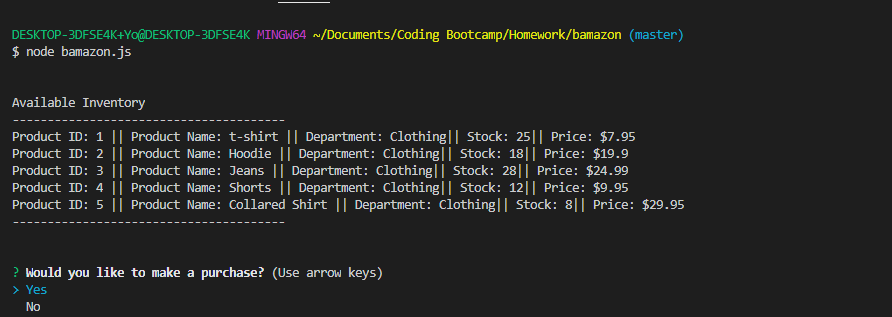 DESKTOP-3DFSE4K+Yo@DESKTOP-3DFSE4K MINGW64 ~/Documents/Coding Bootcamp/Homework/bamazon (master)
$ node bamazon.js
Available Inventory
----------------------------------------
Product ID: 1 || Product Name: t-shirt || Department: Clothing|| Stock: 25|| Price: $7.95
Product ID: 2 || Product Name: Hoodie || Department: Clothing|| Stock: 18|| Price: $19.9
Product ID: 3 || Product Name: Jeans || Department: Clothing|| Stock: 28|| Price: $24.99
Product ID: 4 || Product Name: Shorts || Department: Clothing|| Stock: 12|| Price: $9.95
Product ID: 5 || Product Name: Collared Shirt || Department: Clothing|| Stock: 8|| Price: $29.95
----------------------------------------
? Would you like to make a purchase? (Use arrow keys)
> Yes
No